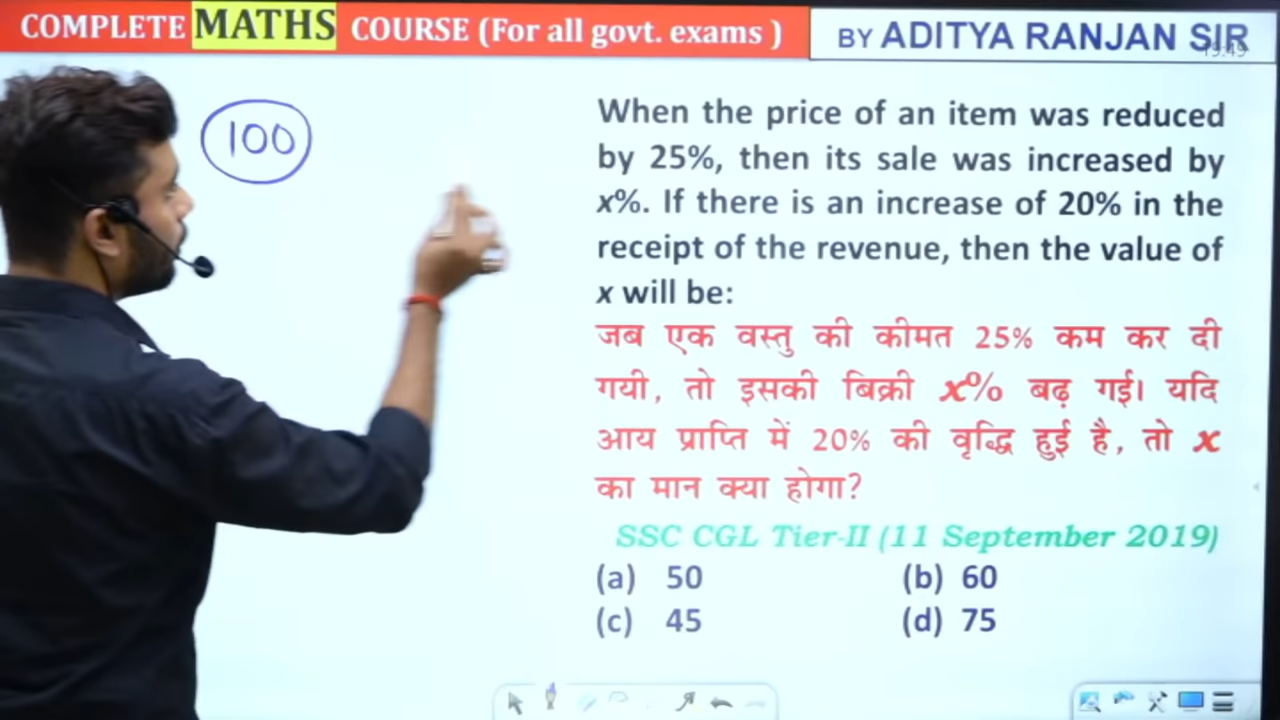 COMPLETE MATHS COURSE (For all govt. exams )
BY ADITYA RANJAN SIR
19:49
100
When the price of an item was reduced
by 25%, then its sale was increased by
x%. If there is an increase of 20% in the
receipt of the revenue, then the value of
x will be:
जब एक वस्तु की कीमत 25% कम कर दी
गयी, तो इसकी बिक्री x% बढ़ गई। यदि
आय प्राप्ति में 20% की वृद्धि हुई है, तो x
का मान क्या होगा?
SSC CGL Tier-II (11 September 2019)
(a) 50 (b) 60
(c) 45 (d) 75